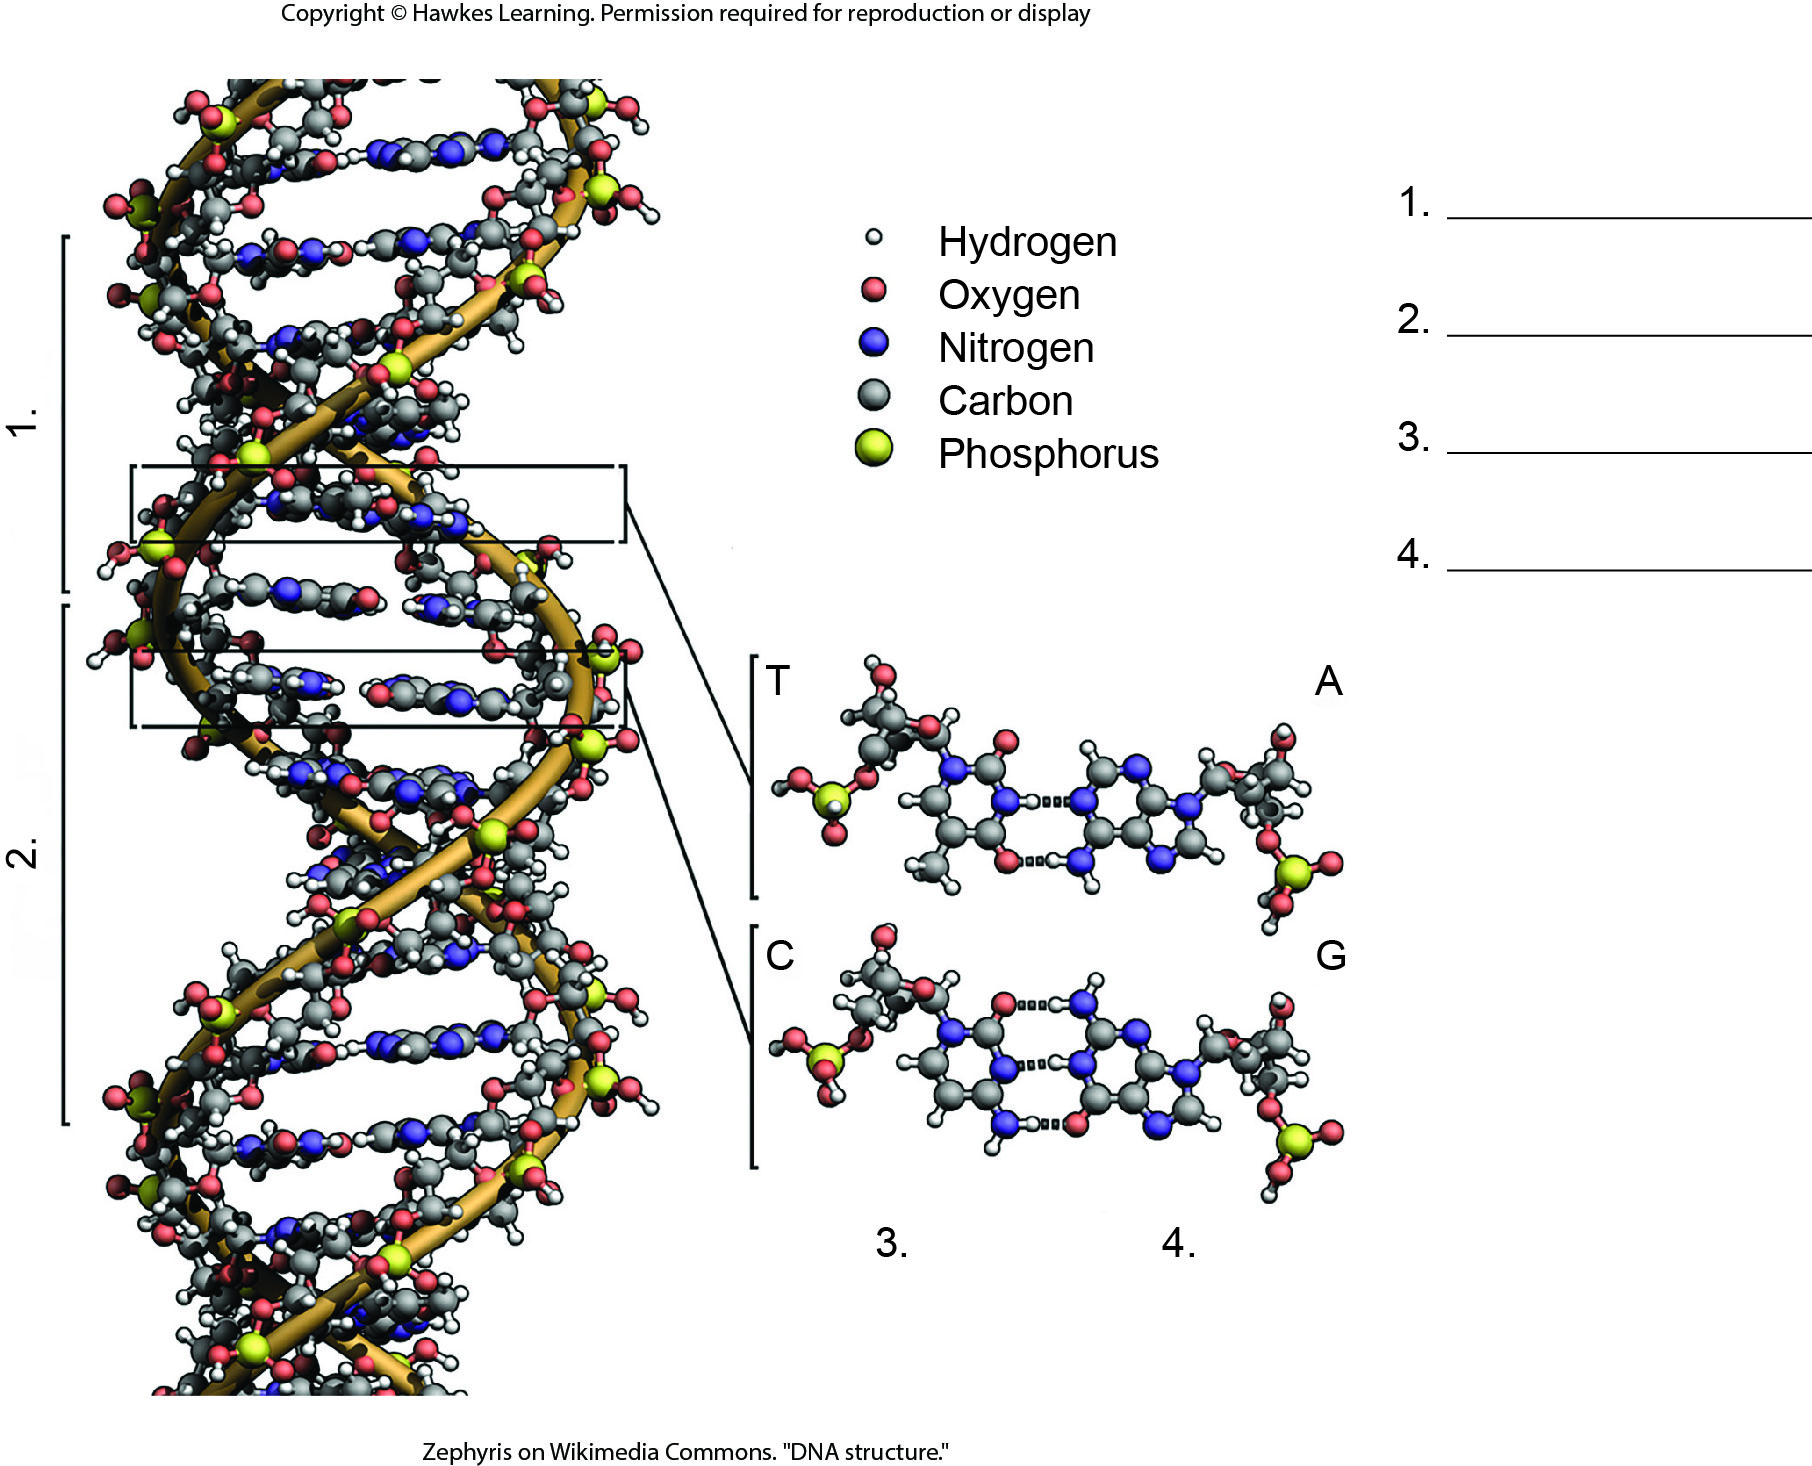 Copyright © Hawkes Learning. Permission required for reproduction or display
1.
2.
Hydrogen
Oxygen
Nitrogen
Carbon
Phosphorus
1.
2.
3.
4.
T
A
C
G
3.
4.
Zephyris on Wikimedia Commons. "DNA structure."